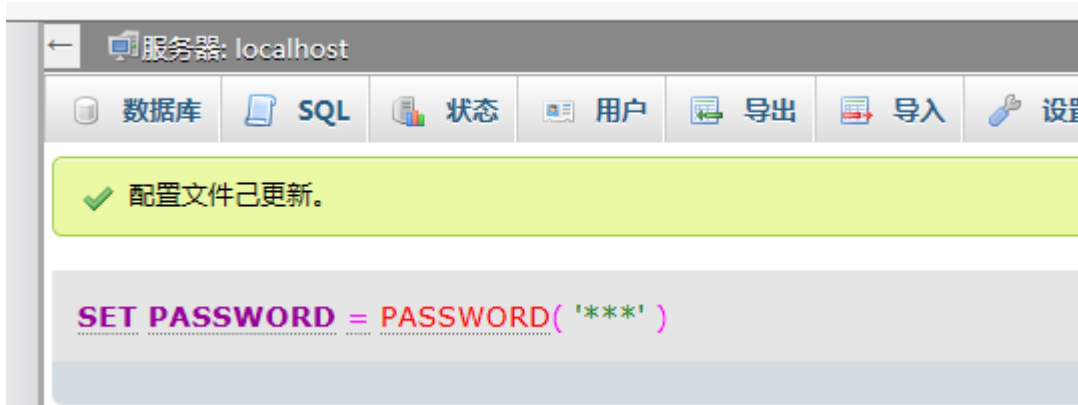 ← 服务器: localhost
数据库 SQL 状态 用户 导出 导入 设置
配置文件已更新。
SET PASSWORD = PASSWORD( '***' )